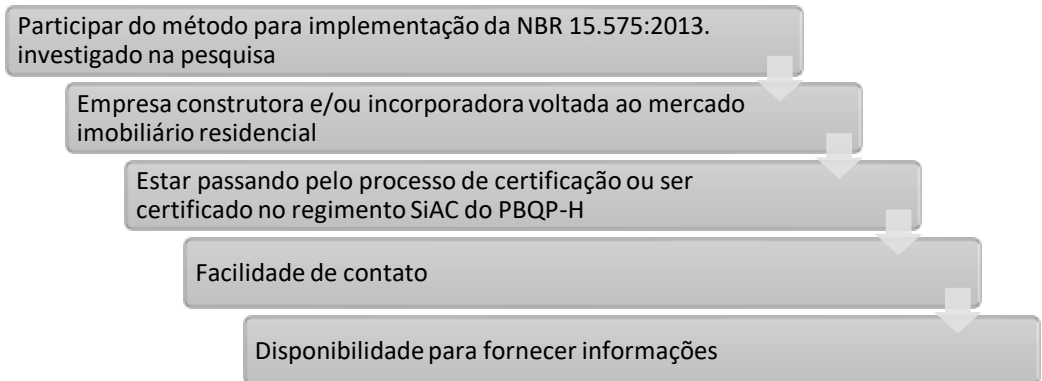 Participar do método para implementação da NBR 15.575:2013.
investigado na pesquisa
Empresa construtora e/ou incorporadora voltada ao mercado
imobiliário residencial
Estar passando pelo processo de certificação ou ser
certificado no regimento SiAC do PBQP-H
Facilidade de contato
Disponibilidade para fornecer informações